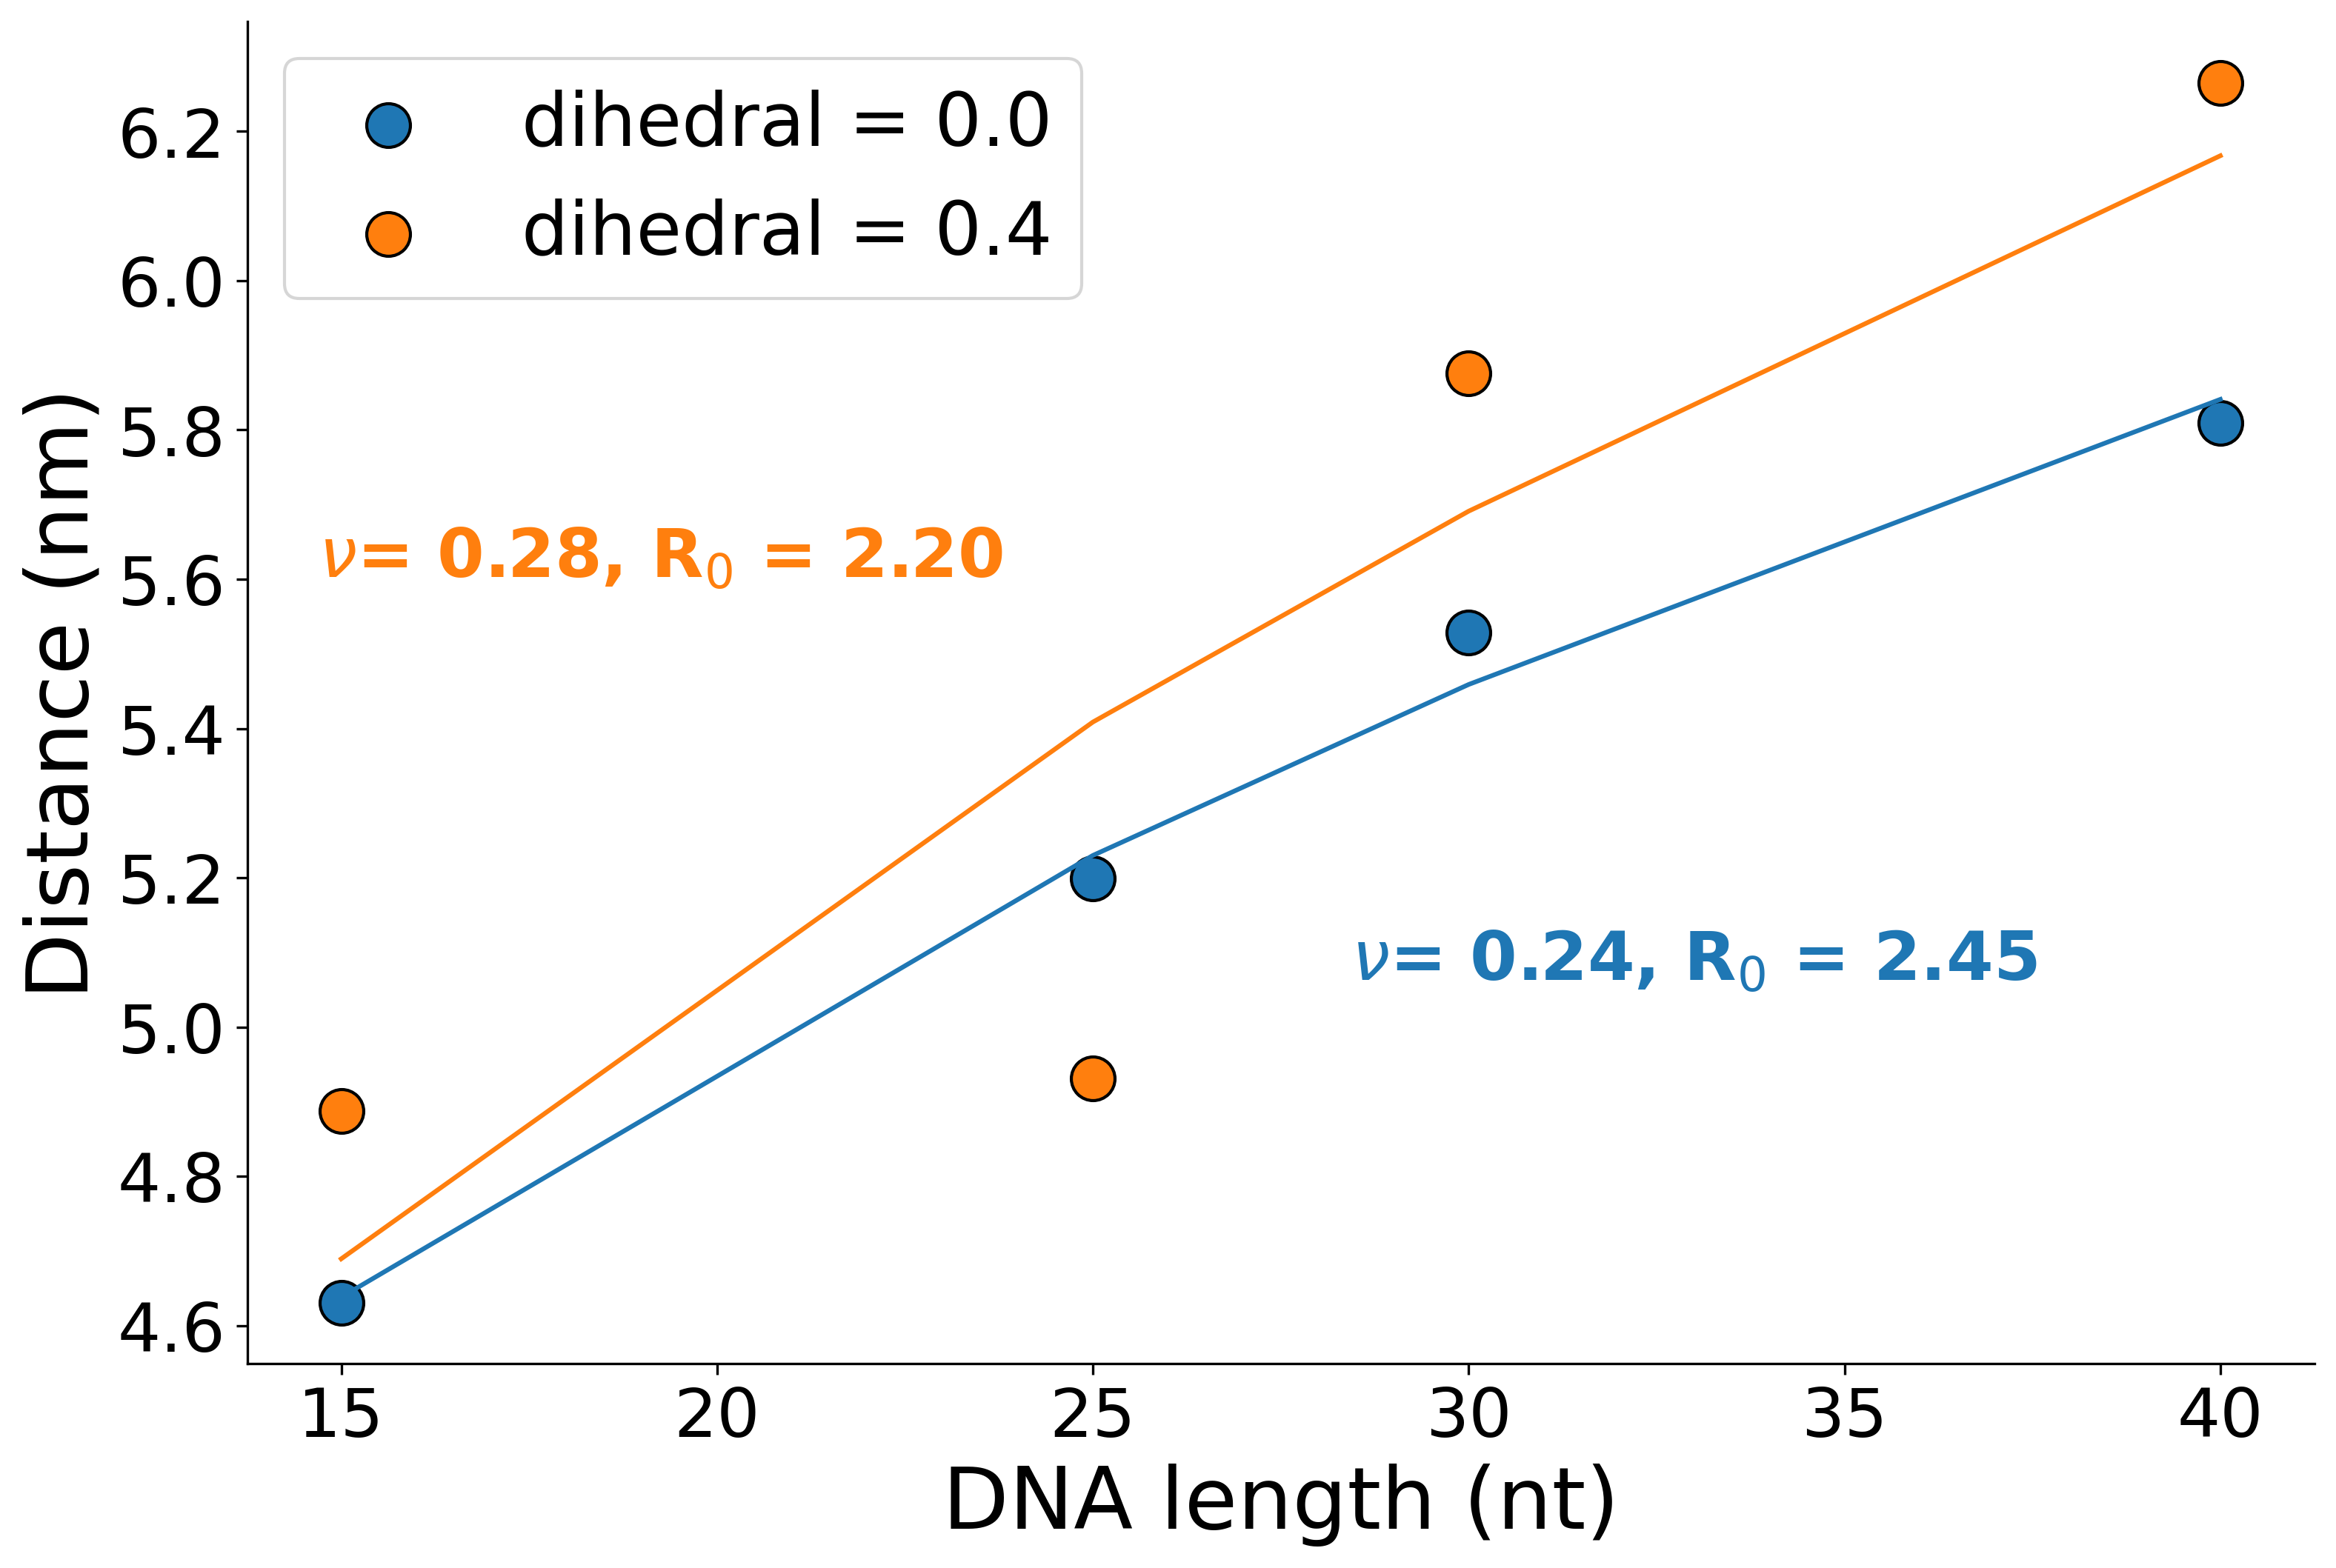 dihedral = 0.0
dihedral = 0.4
ν= 0.28, R₀ = 2.20
ν= 0.24, R₀ = 2.45
Distance (nm)
6.2
6.0
5.8
5.6
5.4
5.2
5.0
4.8
4.6
15 20 25 30 35 40
DNA length (nt)